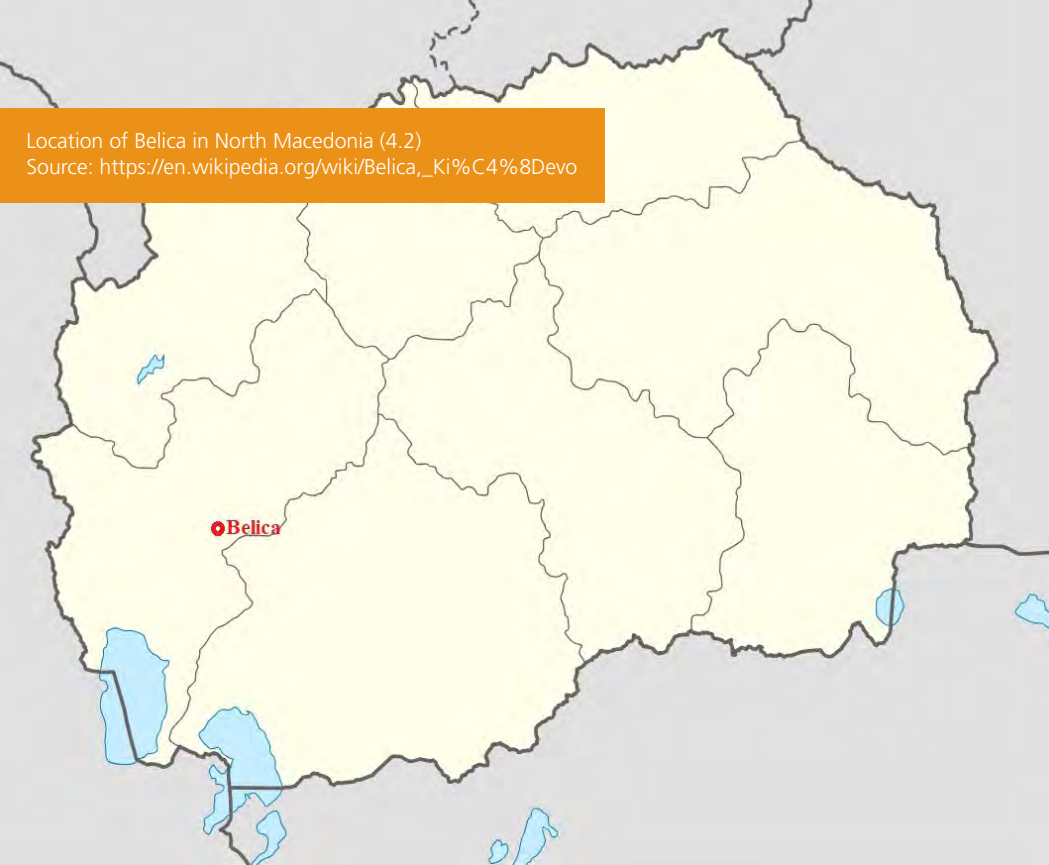 Location of Belica in North Macedonia (4.2)
Source: https://en.wikipedia.org/wiki/Belica,_Ki%C4%8Devo
Belica